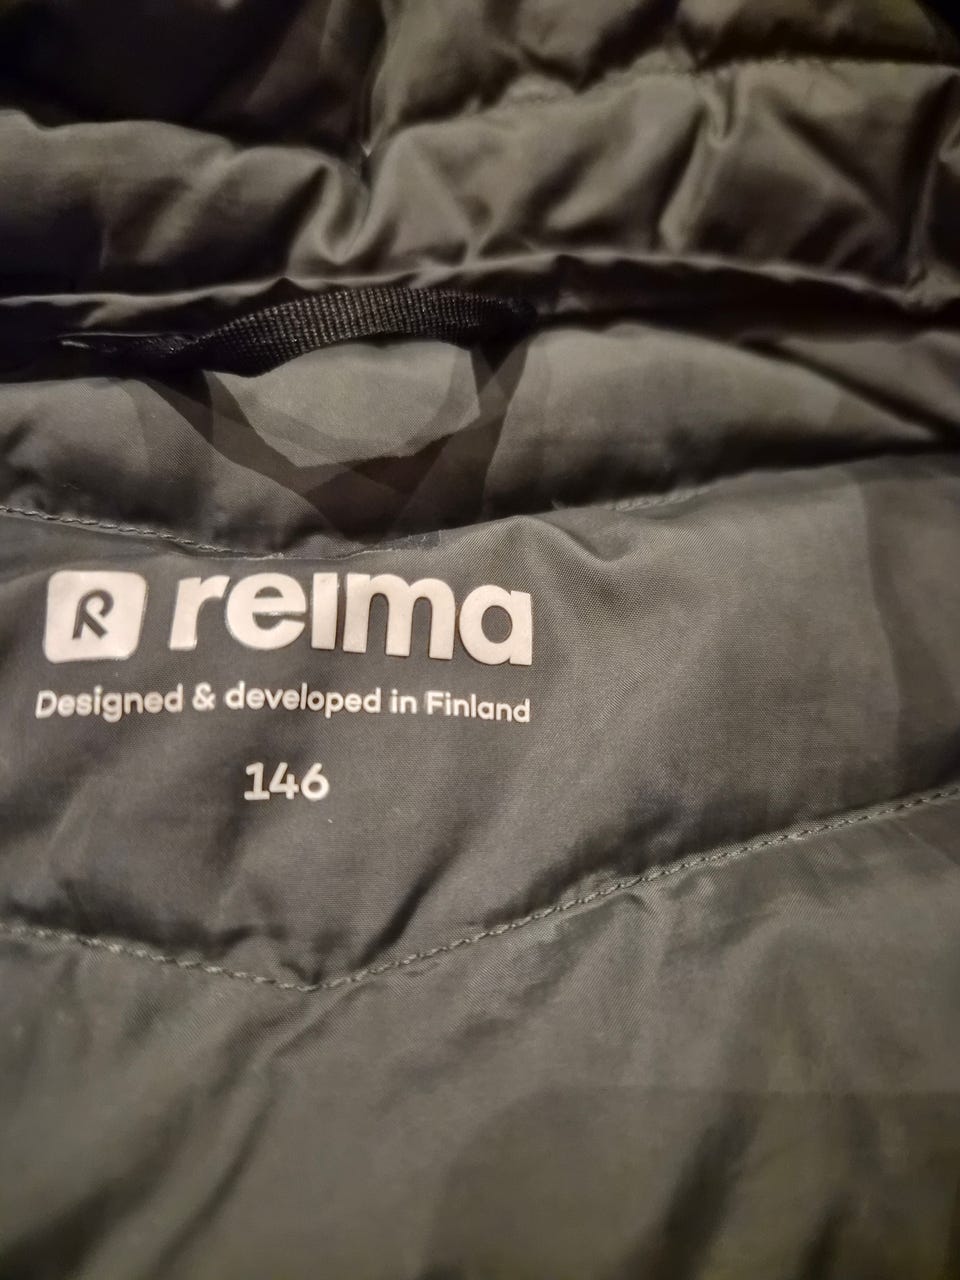 R reima
Designed & developed in Finland
146